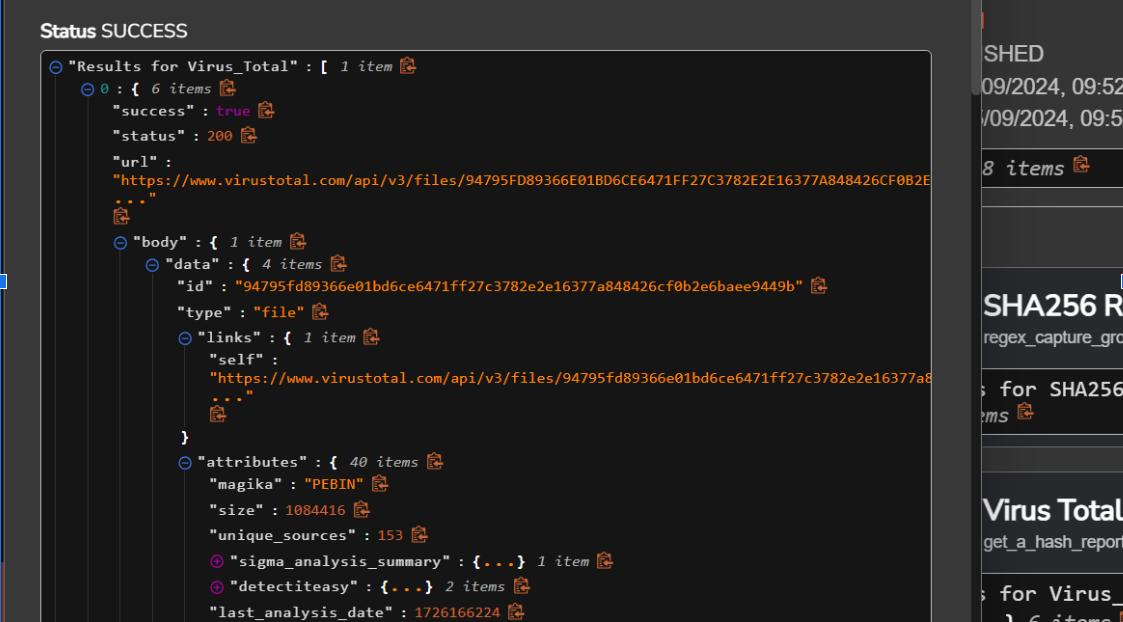 Status SUCCESS
"Results for Virus_Total" : [ 1 item
0 : { 6 items
"success" : true
"status" : 200
"url" :
"https://www.virustotal.com/api/v3/files/94795FD89366E01BD6CE6471FF27C3782E2E16377A848426CF0B2E
..."
"body" : { 1 item
"data" : { 4 items
"id" : "94795fd89366e01bd6ce6471ff27c3782e2e16377a848426cf0b2e6baee9449b"
"type" : "file"
"links" : { 1 item
"self" :
"https://www.virustotal.com/api/v3/files/94795fd89366e01bd6ce6471ff27c3782e2e16377a8
..."
}
"attributes" : { 40 items
"magika" : "PEBIN"
"size" : 1084416
"unique_sources" : 153
"sigma_analysis_summary" : {...} 1 item
"detectiteasy" : {...} 2 items
"last_analysis_date" : 1726166224
SHED
09/2024, 09:52
/09/2024, 09:5
8 items
SHA256 R
regex_capture_gro
s for SHA256
ems
Virus Total
get_a_hash_report
s for Virus_
} 6 items